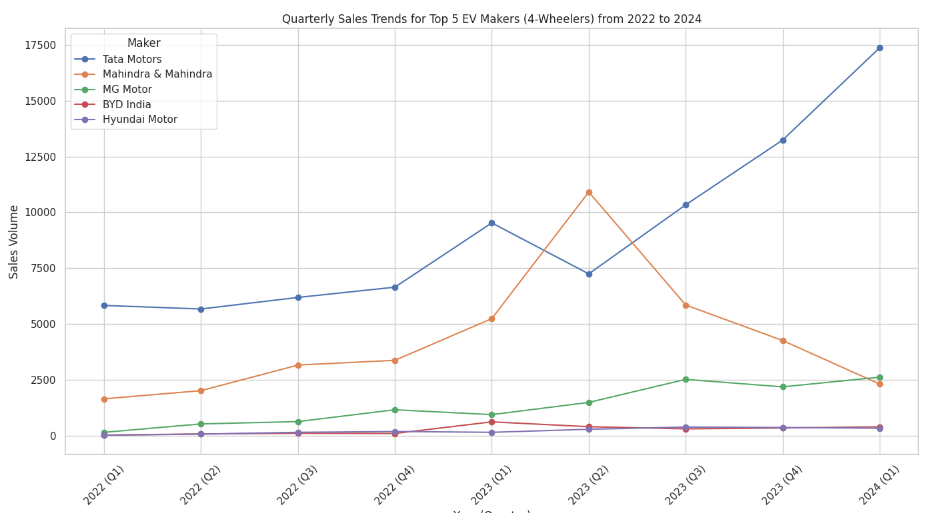 Quarterly Sales Trends for Top 5 EV Makers (4-Wheelers) from 2022 to 2024
Maker
Tata Motors
Mahindra & Mahindra
MG Motor
BYD India
Hyundai Motor
Sales Volume
17500
15000
12500
10000
7500
5000
2500
0
2022 (Q1)
2022 (Q2)
2022 (Q3)
2022 (Q4)
2023 (Q1)
2023 (Q2)
2023 (Q3)
2023 (Q4)
2024 (Q1)